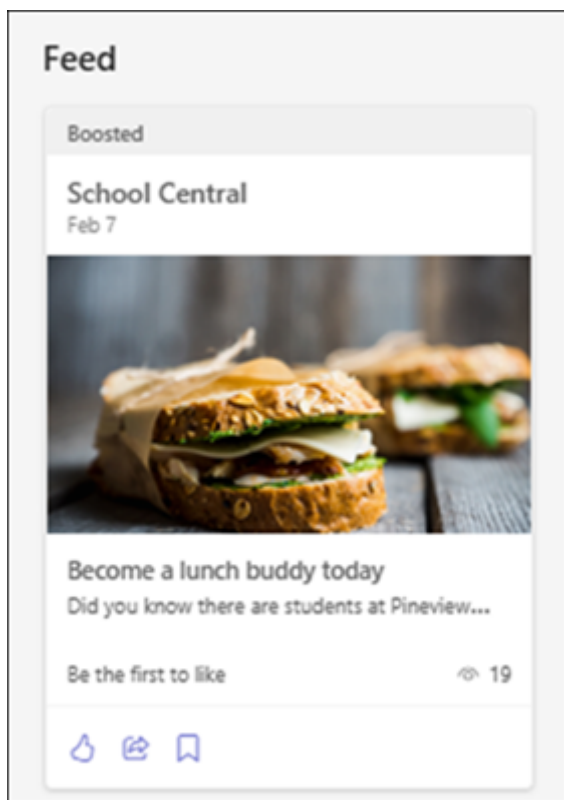 Feed
Boosted
School Central
Feb 7
Become a lunch buddy today
Did you know there are students at Pineview...
Be the first to like 19